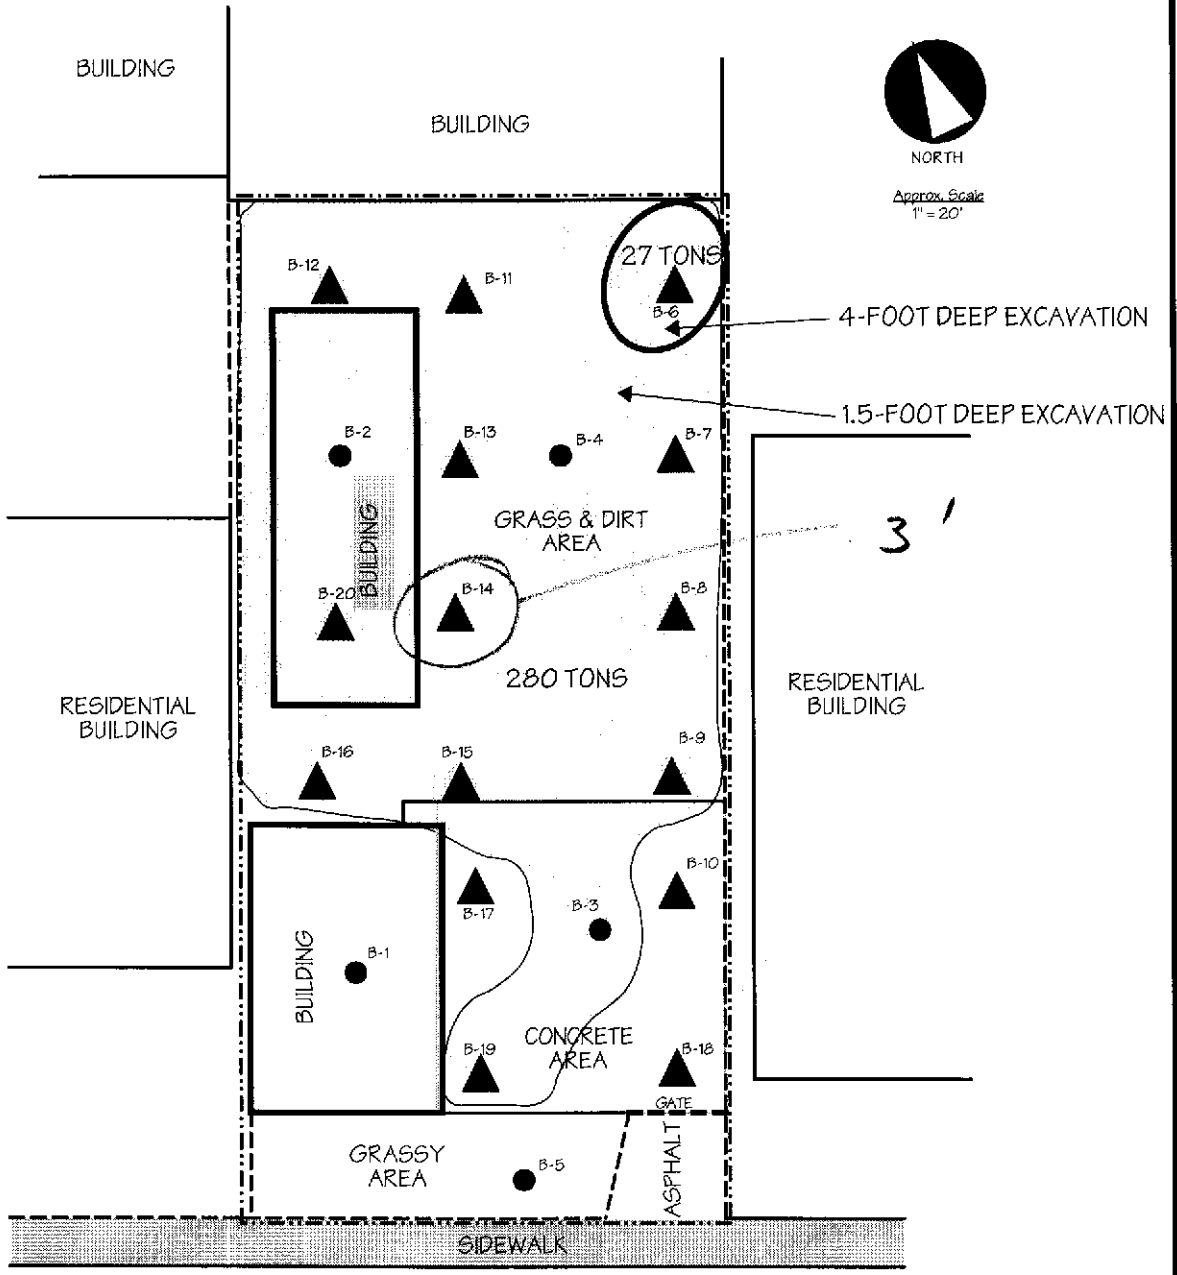 BUILDING
BUILDING
NORTH
Approx. Scale
1" = 20'
27 TONS
B-12
B-11
B-6
4-FOOT DEEP EXCAVATION
1.5-FOOT DEEP EXCAVATION
B-2
B-13
B-4
B-7
GRASS & DIRT
AREA
3'
BUILDING
B-20
B-14
B-8
280 TONS
RESIDENTIAL
BUILDING
RESIDENTIAL
BUILDING
B-16
B-15
B-9
B-10
B-17
B-3
BUILDING
B-1
CONCRETE
AREA
B-19
B-18
GATE
GRASSY
AREA
B-5
ASPHALT
SIDEWALK